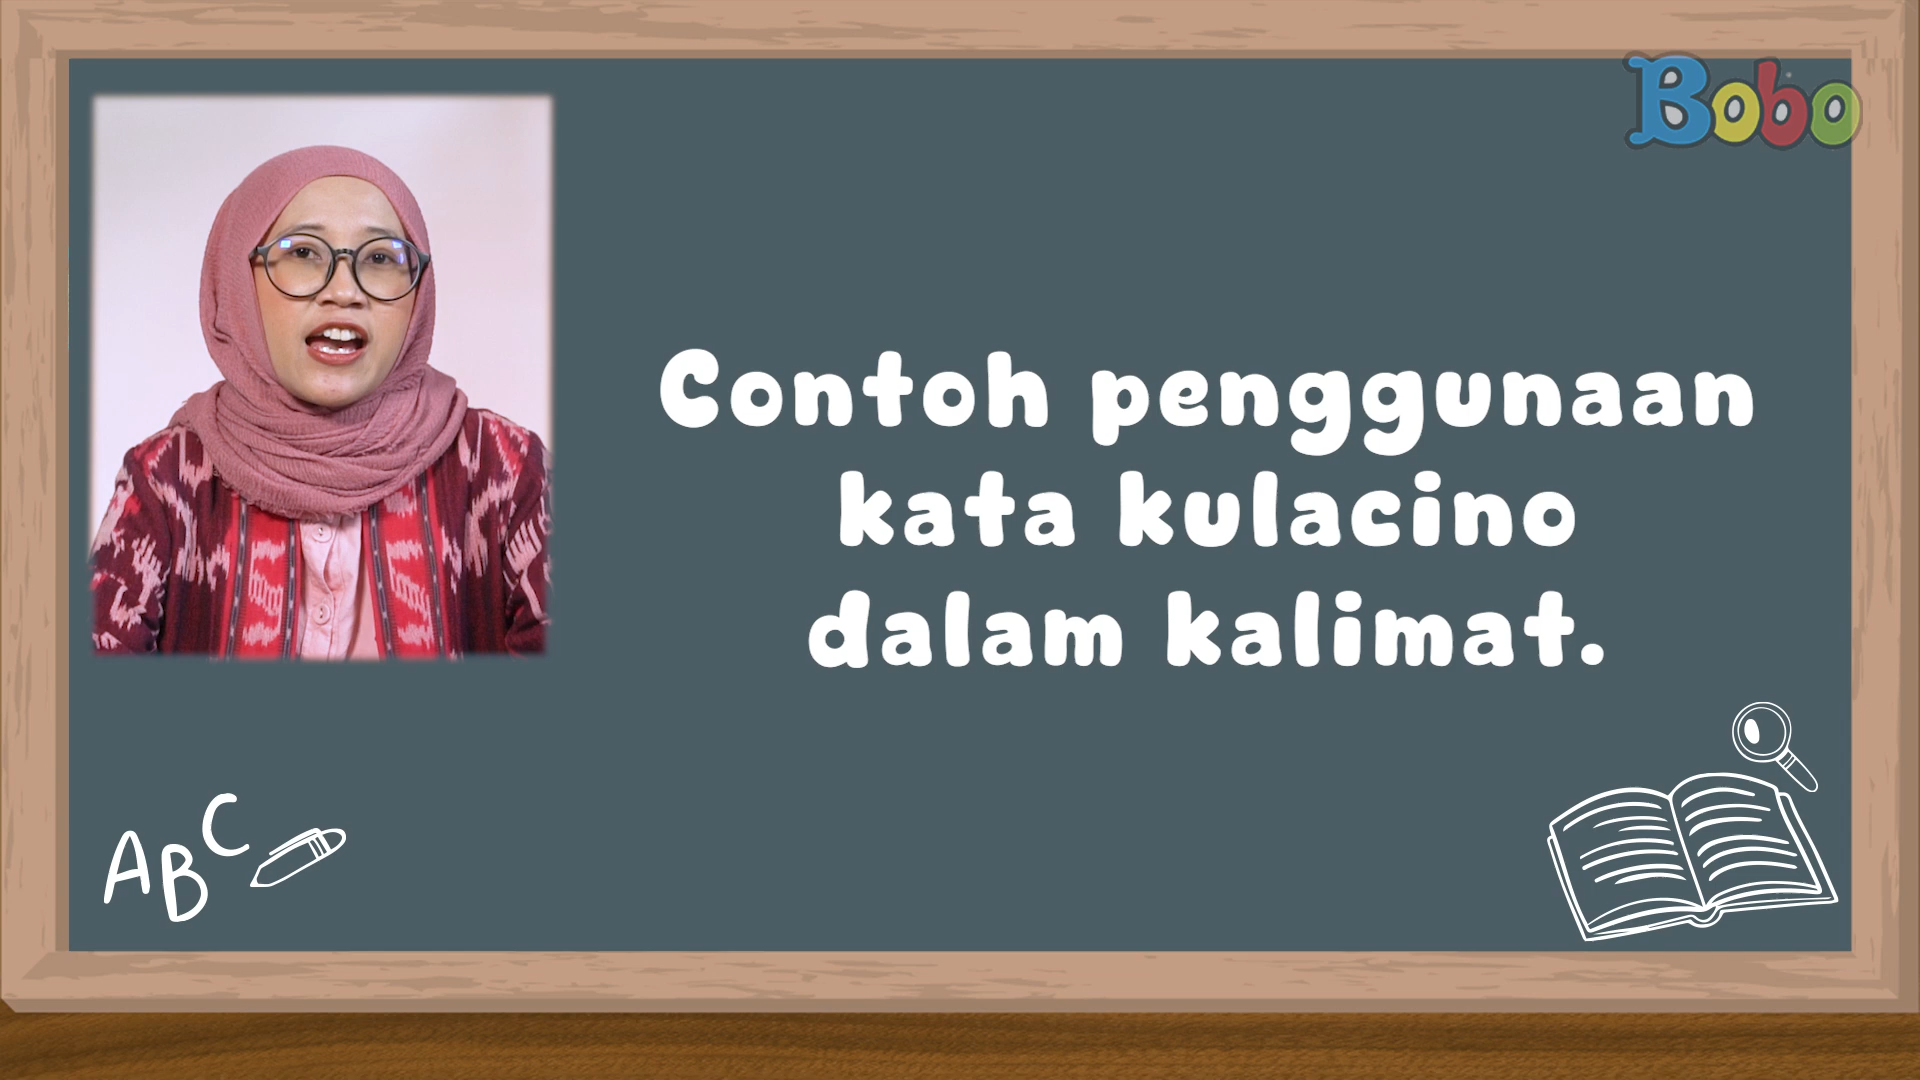 Bobo
Contoh penggunaan
kata kulacino
dalam kalimat.
ABC